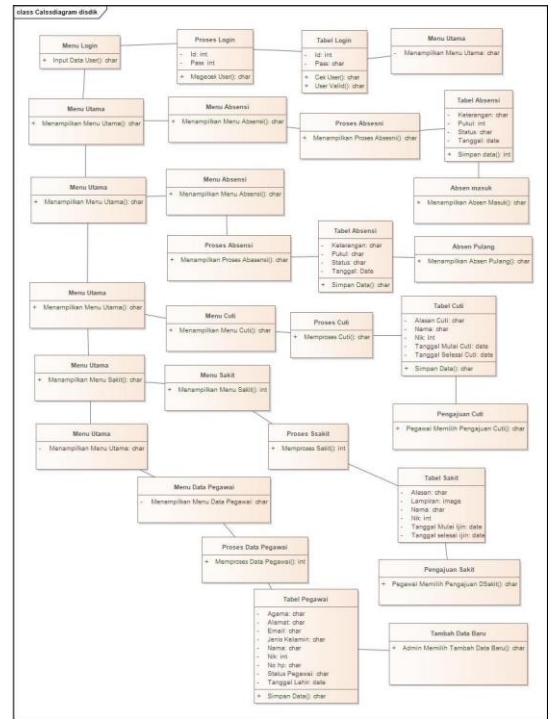 class Calssdiagram disdik
Menu Login
+ Input Data User(): char
Proses Login
- Id: int
- Pass: int
+ Megecek User(): char
Tabel Login
- Id: int
- Pass: char
+ Cek User(): char
+ User Valid(): char
Menu Utama
- Menampilkan Menu Utama: char
Menu Utama
+ Menampilkan Menu Utama(): char
Menu Absensi
+ Menampilkan Menu Absensi(): char
Proses Absesni
+ Menampilkan Proses Absesni(): char
Tabel Absensi
- Keterangan: char
- Pukul: int
- Status: char
- Tanggal: date
+ Simpan data(): int
Absen masuk
+ Menampilkan Absen Masuk(): char
Menu Utama
+ Menampilkan Menu Utama(): char
Menu Absensi
+ Menampilkan Menu Absensi(): char
Proses Absensi
+ Menampilkan Proses Abasensi(): char
Tabel Absensi
- Keterangan: char
- Pukul: char
- Status: char
- Tanggal: Date
+ Simpan Data(): char
Absen Pulang
+ Menampilkan Absen Pulang(): char
Menu Utama
+ Menampilkan Menu Utama(): char
Menu Cuti
+ Menampilkan Menu Cuti(): char
Proses Cuti
+ Memproses Cuti(): char
Tabel Cuti
- Alasan Cuti: char
- Nama: char
- Nik: int
- Tanggal Mulai Cuti: date
- Tanggal Selesai Cuti: date
+ Simpan Data(): char
Pengajuan Cuti
+ Pegawai Memilih Pengajuan Cuti(): char
Menu Utama
+ Menampilkan Menu Sakit(): char
Menu Sakit
+ Menampilkan Menu Sakit(): int
Proses Ssakit
+ Memproses Sakit(): int
Tabel Sakit
- Alasan: char
- Lampiran: image
- Nama: char
- Nik: int
- Tanggal Mulai Ijin: date
- Tanggal selesai ijin: date
Pengajuan Sakit
+ Pegawai Memilih Pengajuan DSakit(): char
Menu Utama
- Menampilkan Menu Utama: char
Menu Data Pegawai
- Menampilkan Menu Data Pegawai: char
Proses Data Pegawai
+ Memproses Data Pegawai(): int
Tabel Pegawai
- Agama: char
- Alamat: char
- Email: char
- Jenis Kelamin: char
- Nama: char
- Nik: int
- No hp: char
- Status Pegawai: char
- Tanggal Lahir: date
+ Simpan Data(): char
Tambah Data Baru
+ Admin Memilih Tambah Data Baru(): char